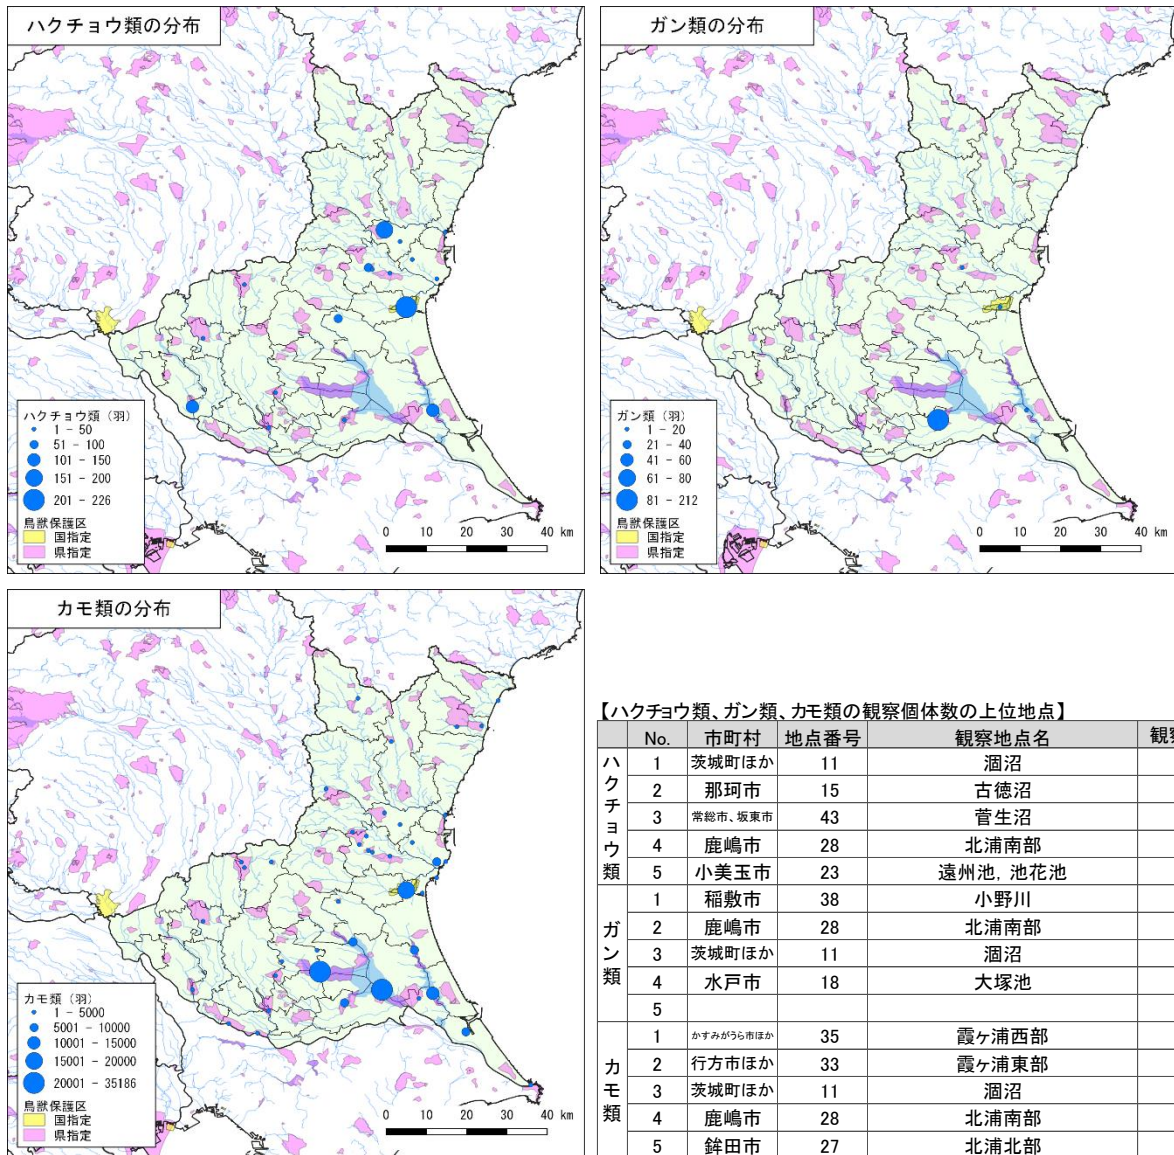 ハクチョウ類の分布
ハクチョウ類（羽）
1 - 50
51 - 100
101 - 150
151 - 200
201 - 226
鳥獣保護区
国指定
県指定
0 10 20 30 40 km
ガン類の分布
ガン類（羽）
1 - 20
21 - 40
41 - 60
61 - 80
81 - 212
鳥獣保護区
国指定
県指定
0 10 20 30 40 km
カモ類の分布
カモ類（羽）
1 - 5000
5001 - 10000
10001 - 15000
15001 - 20000
20001 - 35186
鳥獣保護区
国指定
県指定
0 10 20 30 40 km
【ハクチョウ類、ガン類、カモ類の観察個体数の上位地点】
No. 市町村 地点番号 観察地点名
ハクチョウ類
1 茨城町ほか 11 涸沼
2 那珂市 15 古徳沼
3 常総市、坂東市 43 菅生沼
4 鹿嶋市 28 北浦南部
5 小美玉市 23 遠州池, 池花池
ガン類
1 稲敷市 38 小野川
2 鹿嶋市 28 北浦南部
3 茨城町ほか 11 涸沼
4 水戸市 18 大塚池
5
カモ類
1 かすみがうら市ほか 35 霞ヶ浦西部
2 行方市ほか 33 霞ヶ浦東部
3 茨城町ほか 11 涸沼
4 鹿嶋市 28 北浦南部
5 鉾田市 27 北浦北部